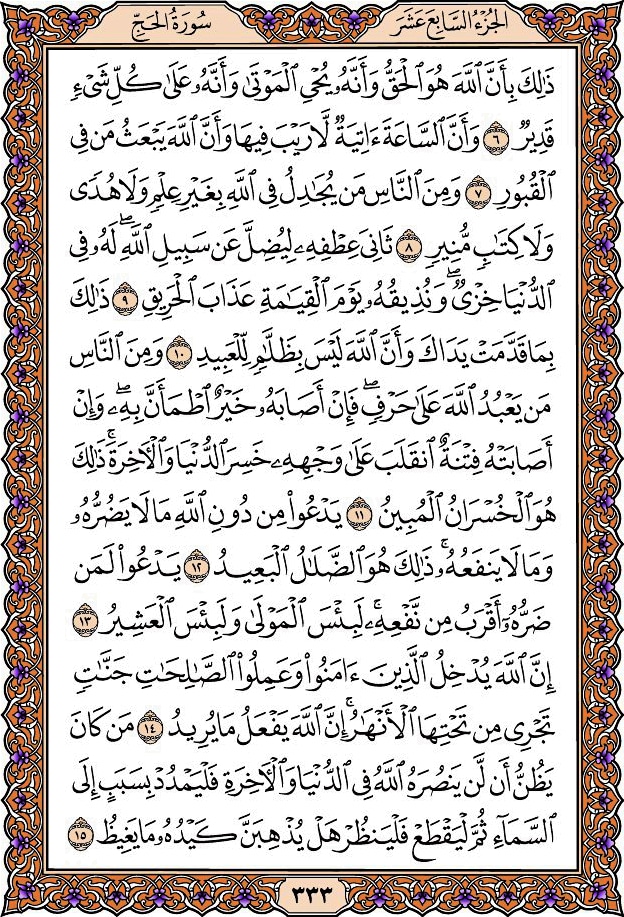 الجُزْءُ السَّابِعَ عَشَرَ
سُورَةُ الحَجِّ
ذَٰلِكَ بِأَنَّ ٱللَّهَ هُوَ ٱلْحَقُّ وَأَنَّهُۥ يُحْىِ ٱلْمَوْتَىٰ وَأَنَّهُۥ عَلَىٰ كُلِّ شَىْءٍ
قَدِيرٌ ٦ وَأَنَّ ٱلسَّاعَةَ ءَاتِيَةٌ لَّا رَيْبَ فِيهَا وَأَنَّ ٱللَّهَ يَبْعَثُ مَن فِى
ٱلْقُبُورِ ٧ وَمِنَ ٱلنَّاسِ مَن يُجَٰدِلُ فِى ٱللَّهِ بِغَيْرِ عِلْمٍ وَلَا هُدًى
وَلَا كِتَٰبٍ مُّنِيرٍ ٨ ثَانِىَ عِطْفِهِۦ لِيُضِلَّ عَن سَبِيلِ ٱللَّهِ ۖ لَهُۥ فِى
ٱلدُّنْيَا خِزْىٌ ۖ وَنُذِيقُهُۥ يَوْمَ ٱلْقِيَٰمَةِ عَذَابَ ٱلْحَرِيقِ ٩ ذَٰلِكَ
بِمَا قَدَّمَتْ يَدَاكَ وَأَنَّ ٱللَّهَ لَيْسَ بِظَلَّٰمٍ لِّلْعَبِيدِ ١٠ وَمِنَ ٱلنَّاسِ
مَن يَعْبُدُ ٱللَّهَ عَلَىٰ حَرْفٍ ۖ فَإِنْ أَصَابَهُۥ خَيْرٌ ٱطْمَأَنَّ بِهِۦ ۖ وَإِنْ
أَصَابَتْهُ فِتْنَةٌ ٱنقَلَبَ عَلَىٰ وَجْهِهِۦ خَسِرَ ٱلدُّنْيَا وَٱلْءَاخِرَةَ ۚ ذَٰلِكَ
هُوَ ٱلْخُسْرَانُ ٱلْمُبِينُ ١١ يَدْعُوا۟ مِن دُونِ ٱللَّهِ مَا لَا يَضُرُّهُۥ
وَمَا لَا يَنفَعُهُۥ ۚ ذَٰلِكَ هُوَ ٱلضَّلَٰلُ ٱلْبَعِيدُ ١٢ يَدْعُوا۟ لَمَن
ضَرُّهُۥٓ أَقْرَبُ مِن نَّفْعِهِۦ ۚ لَبِئْسَ ٱلْمَوْلَىٰ وَلَبِئْسَ ٱلْعَشِيرُ ١٣
إِنَّ ٱللَّهَ يُدْخِلُ ٱلَّذِينَ ءَامَنُوا۟ وَعَمِلُوا۟ ٱلصَّٰلِحَٰتِ جَنَّٰتٍ
تَجْرِى مِن تَحْتِهَا ٱلْأَنْهَٰرُ ۚ إِنَّ ٱللَّهَ يَفْعَلُ مَا يُرِيدُ ١٤ مَن كَانَ
يَظُنُّ أَن لَّن يَنصُرَهُ ٱللَّهُ فِى ٱلدُّنْيَا وَٱلْءَاخِرَةِ فَلْيَمْدُدْ بِسَبَبٍ إِلَى
ٱلسَّمَآءِ ثُمَّ لْيَقْطَعْ فَلْيَنظُرْ هَلْ يُذْهِبَنَّ كَيْدُهُۥ مَا يَغِيظُ ١٥
٣٣٣